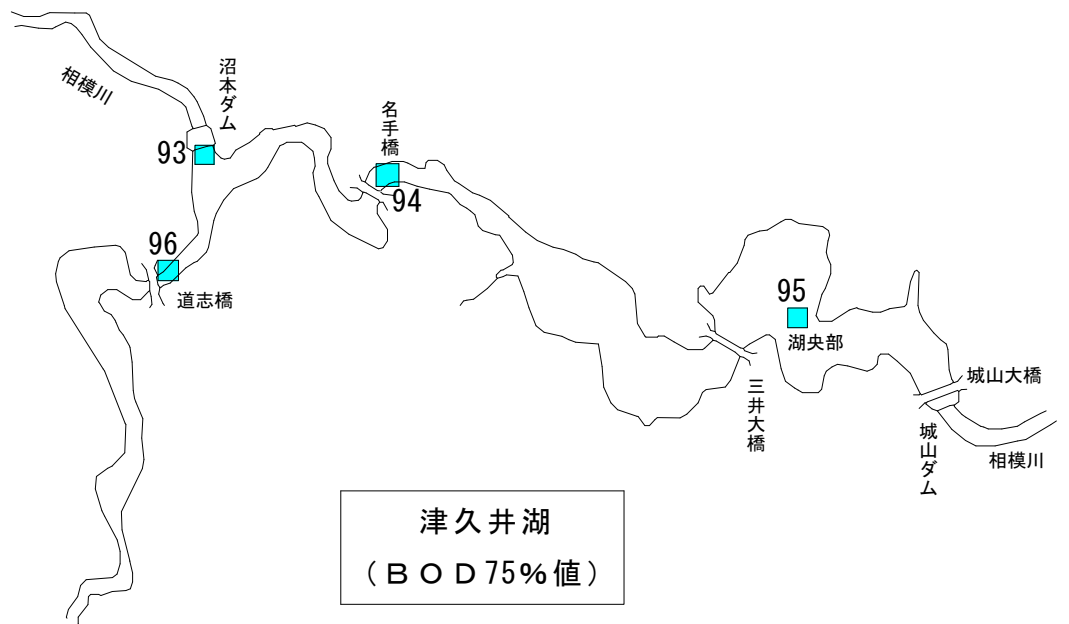 相模川
沼本ダム
93
名手橋
94
96
道志橋
95
湖央部
三井大橋
城山大橋
城山ダム
相模川
津久井湖
(ＢＯＤ75%値)